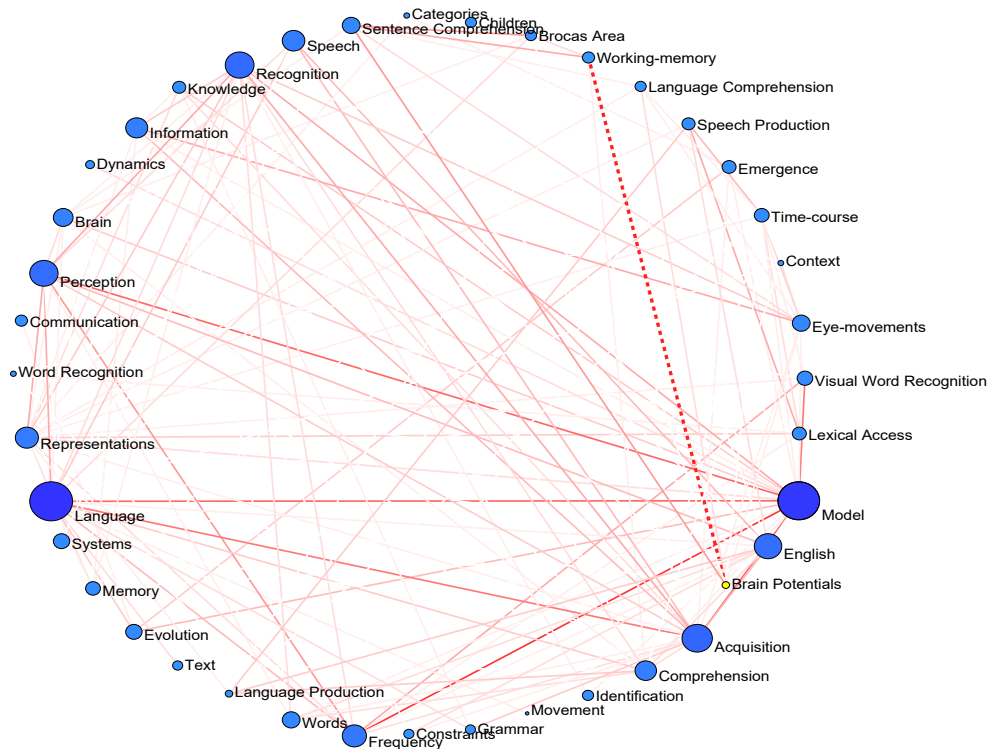 Categories
Children
Sentence Comprehension
Brocas Area
Speech
Working-memory
Recognition
Knowledge
Language Comprehension
Information
Speech Production
Dynamics
Emergence
Brain
Time-course
Context
Perception
Communication
Eye-movements
Word Recognition
Visual Word Recognition
Representations
Lexical Access
Language
Model
Systems
English
Memory
Brain Potentials
Evolution
Acquisition
Text
Comprehension
Language Production
Identification
Movement
Words
Grammar
Constraints
Frequency